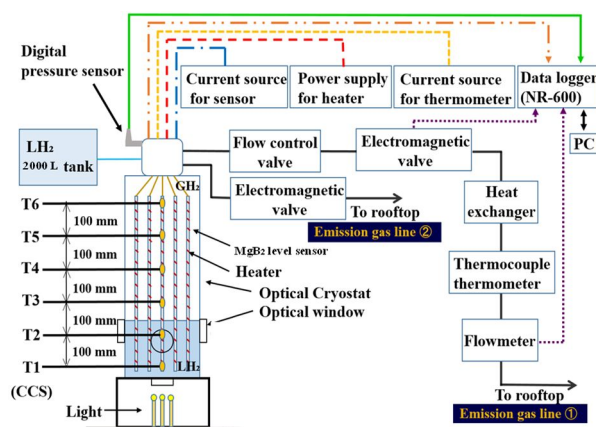 Digital
pressure sensor
Current source
for sensor
Power supply
for heater
Current source
for thermometer
Data logger
(NR-600)
PC
LH₂
2000 L tank
Flow control
valve
Electromagnetic
valve
GH₂
Electromagnetic
valve
To rooftop
Emission gas line ②
Heat
exchanger
T6
100 mm
T5
100 mm
T4
100 mm
T3
100 mm
T2
100 mm
T1
(CCS)
MgB₂ level sensor
Heater
Optical Cryostat
Optical window
LH₂
Thermocouple
thermometer
Flowmeter
Light
To rooftop
Emission gas line ①